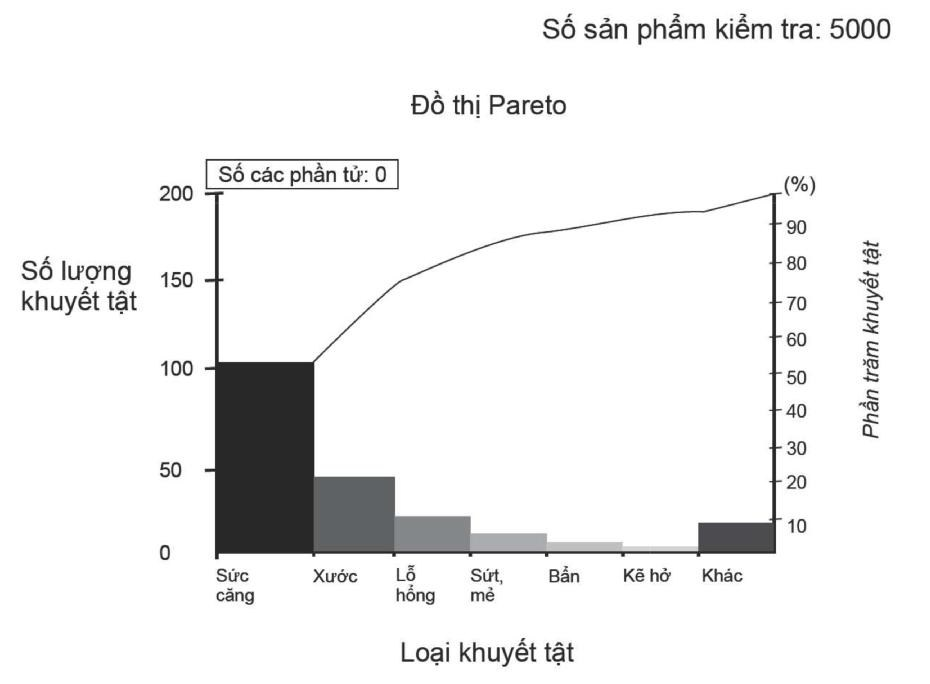 Số sản phẩm kiểm tra: 5000
Đồ thị Pareto
Số các phần tử: 0
Số lượng
khuyết tật
200
150
100
50
0
(%)
90
80
70
60
50
40
30
20
10
Phần trăm khuyết tật
Sức
căng
Xước
Lỗ
hổng
Sứt,
mẻ
Bẩn
Kẽ hở
Khác
Loại khuyết tật